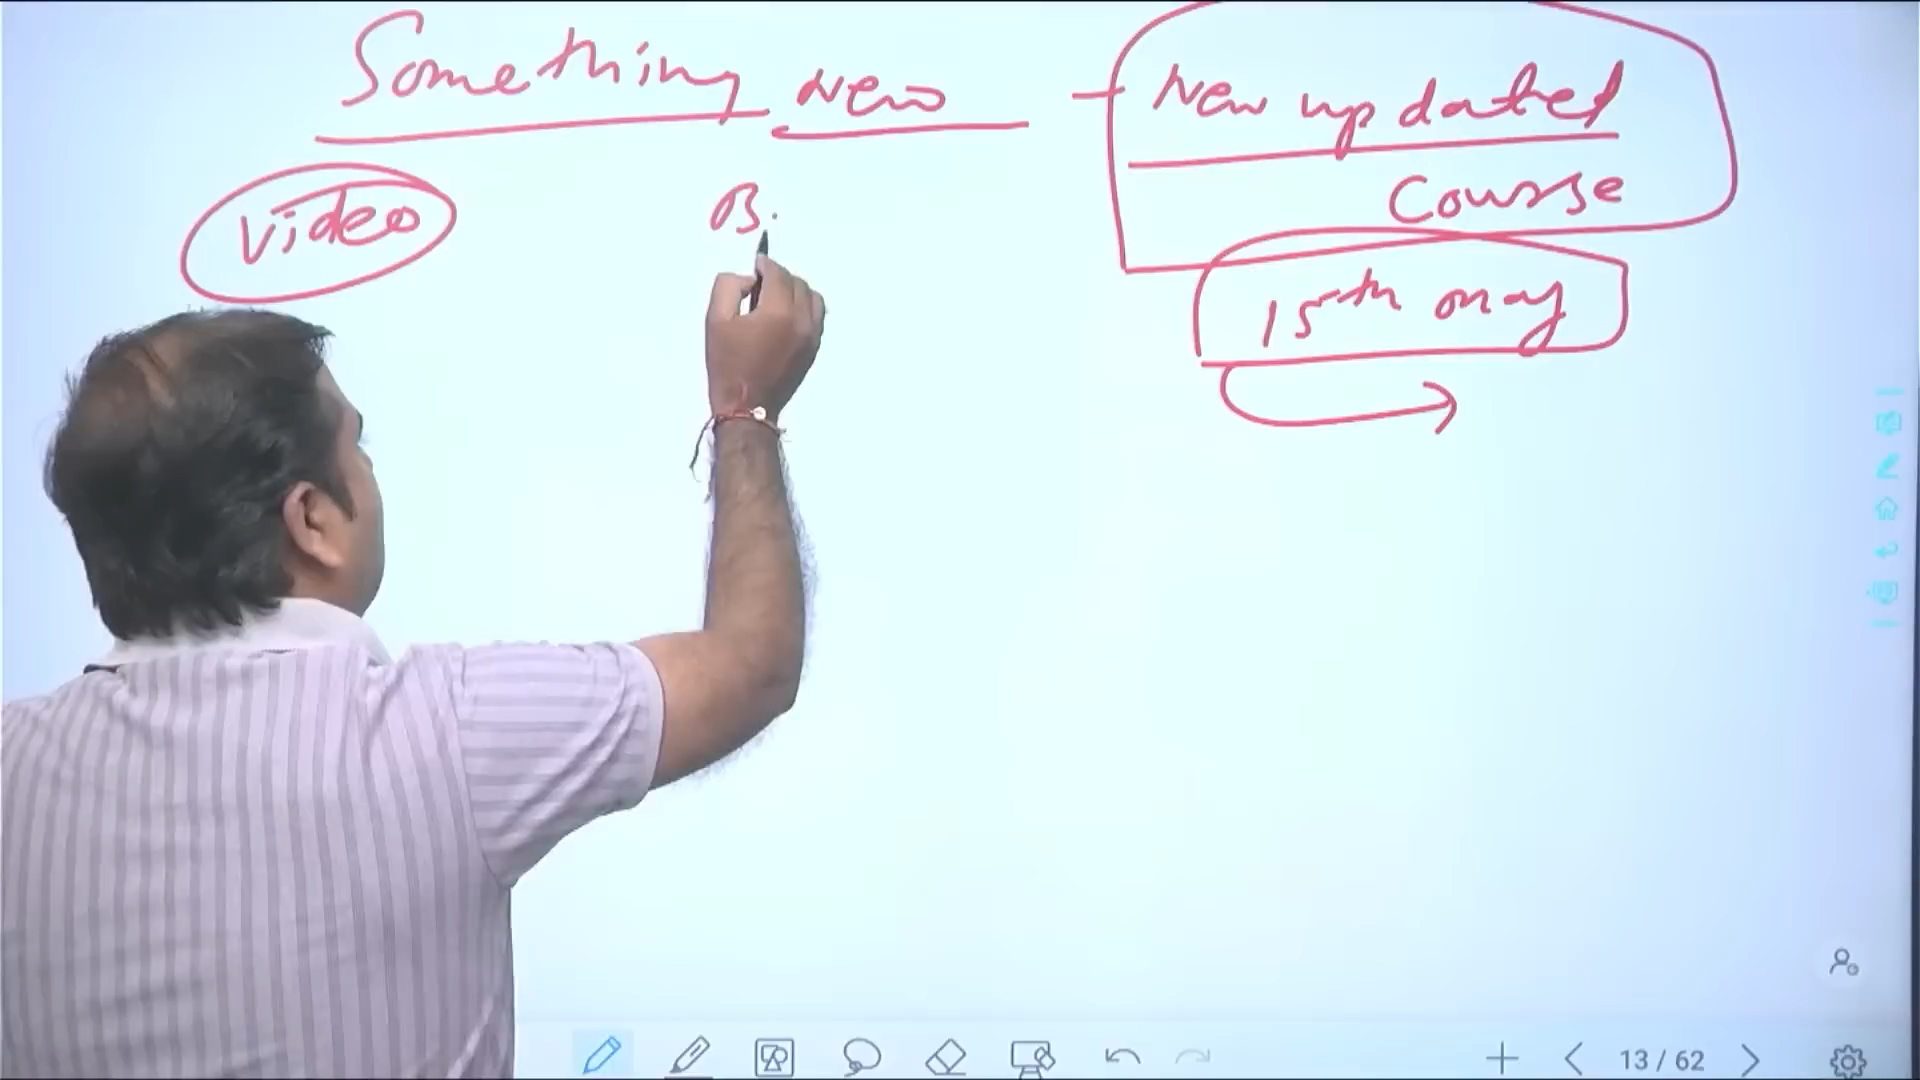 Something New - New updated
Course
Video
B.
15th may
13 / 62